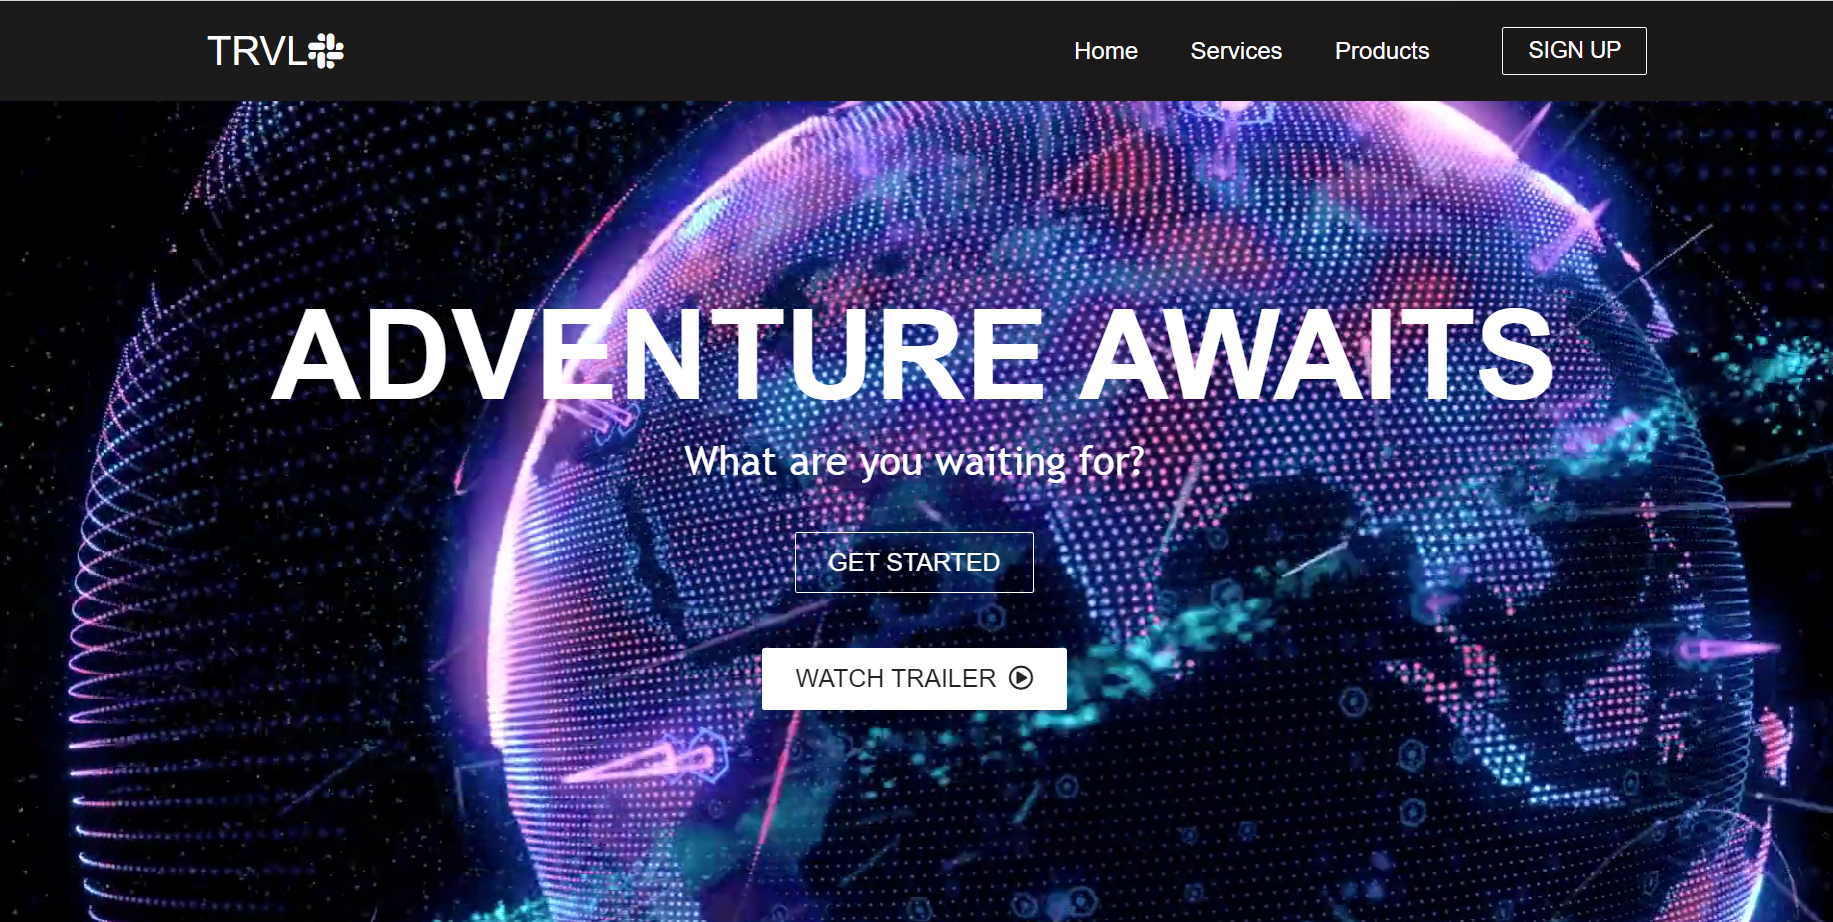 TRVL
Home Services Products SIGN UP
ADVENTURE AWAITS
What are you waiting for?
GET STARTED
WATCH TRAILER